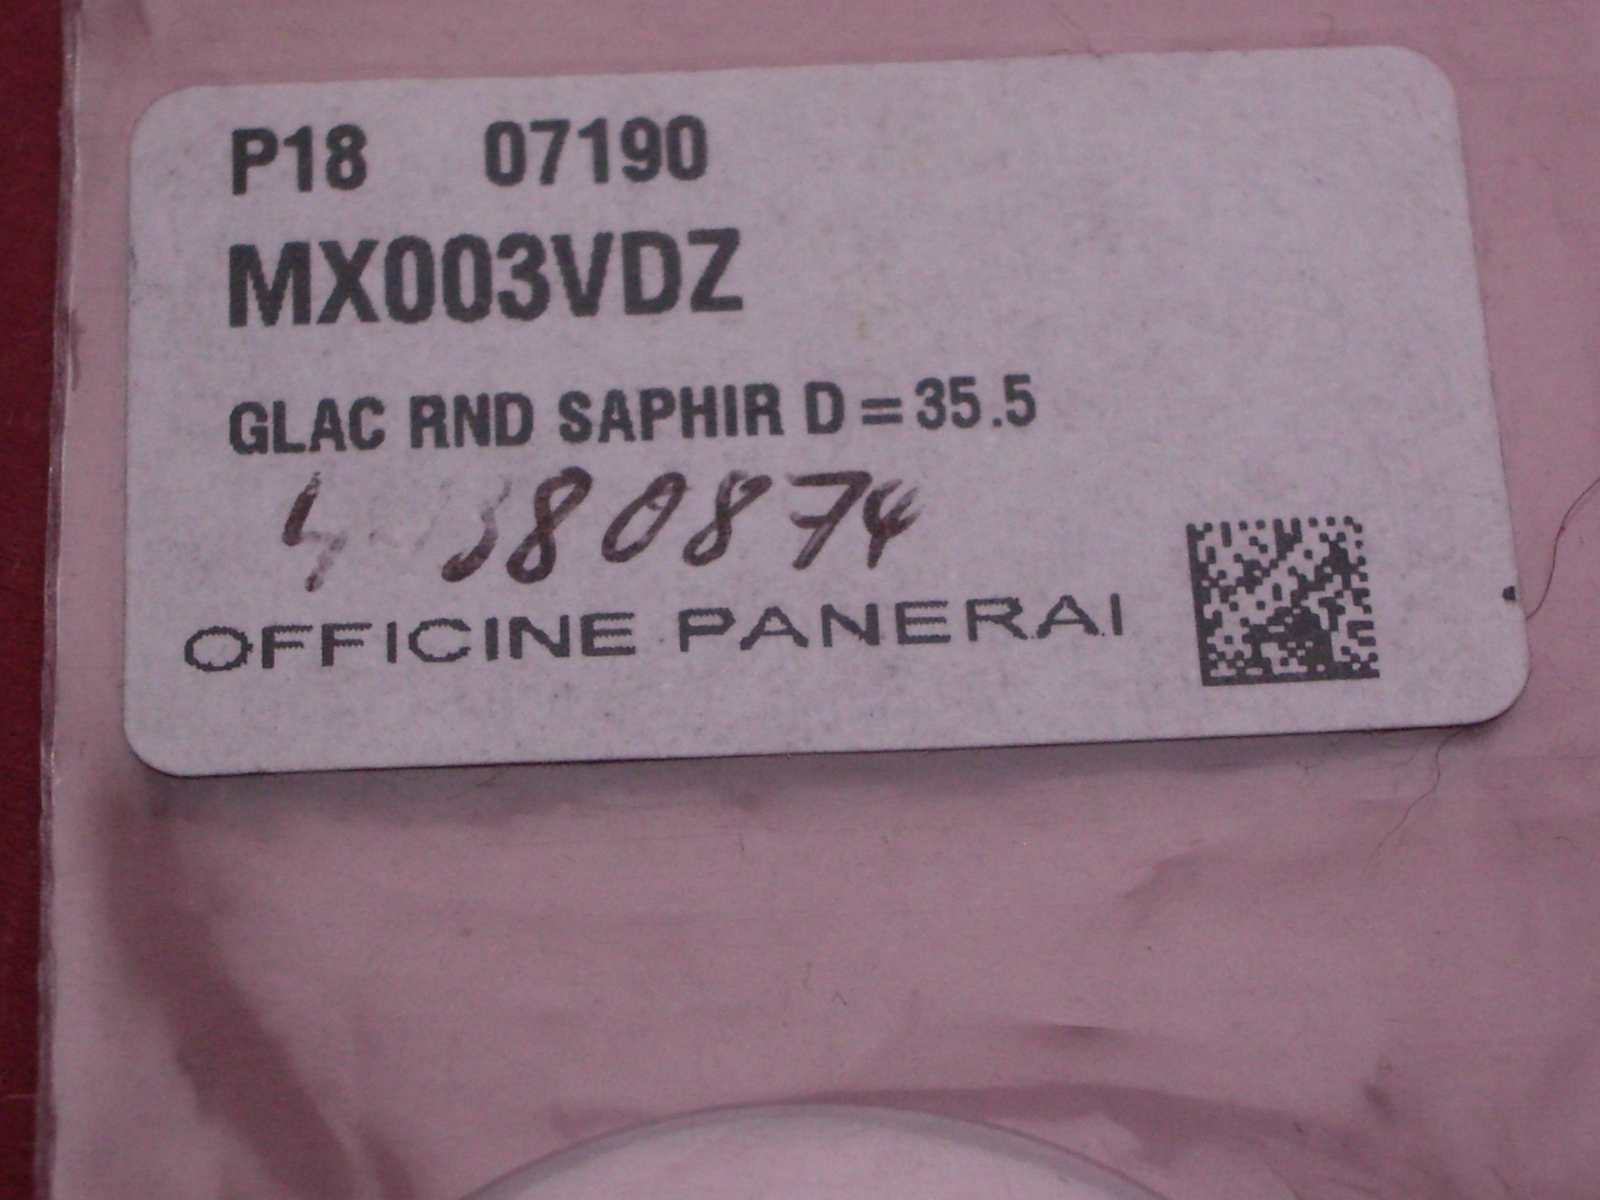 P18 07190
MX003VDZ
GLAC RND SAPHIR D=35.5
OFFICINE PANERAI